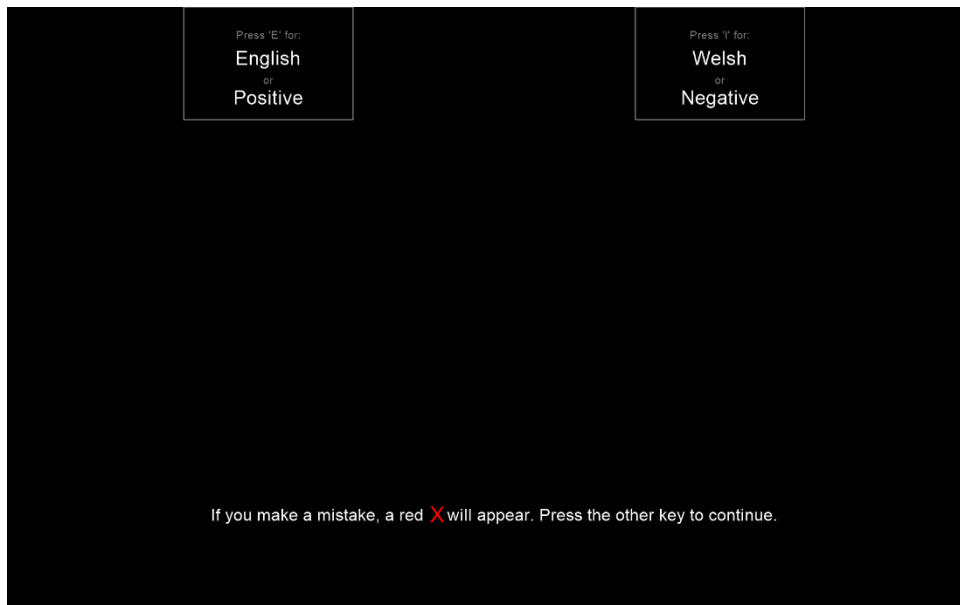 Press 'E' for:
English
or
Positive
Press 'I' for:
Welsh
or
Negative
If you make a mistake, a red X will appear. Press the other key to continue.